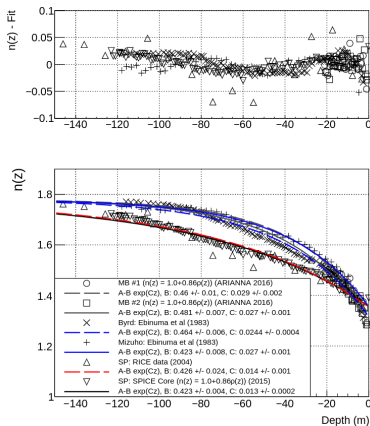 n(z) - Fit
0.1
0.05
0
−0.05
−0.1
−140 −120 −100 −80 −60 −40 −20 0
n(z)
1.8
1.6
1.4
1.2
1
MB #1 (n(z) = 1.0+0.86ρ(z)) (ARIANNA 2016)
A-B exp(Cz), B: 0.46 +/- 0.01, C: 0.029 +/- 0.002
MB #2 (n(z) = 1.0+0.86ρ(z)) (ARIANNA 2016)
A-B exp(Cz), B: 0.481 +/- 0.007, C: 0.027 +/- 0.001
Byrd: Ebinuma et al (1983)
A-B exp(Cz), B: 0.464 +/- 0.006, C: 0.0244 +/- 0.0004
Mizuho: Ebinuma et al (1983)
A-B exp(Cz), B: 0.423 +/- 0.008, C: 0.027 +/- 0.001
SP: RICE data (2004)
A-B exp(Cz), B: 0.426 +/- 0.024, C: 0.014 +/- 0.001
SP: SPICE Core (n(z) = 1.0+0.86ρ(z)) (2015)
A-B exp(Cz), B: 0.423 +/- 0.004, C: 0.013 +/- 0.0002
−140 −120 −100 −80 −60 −40 −20 0
Depth (m)